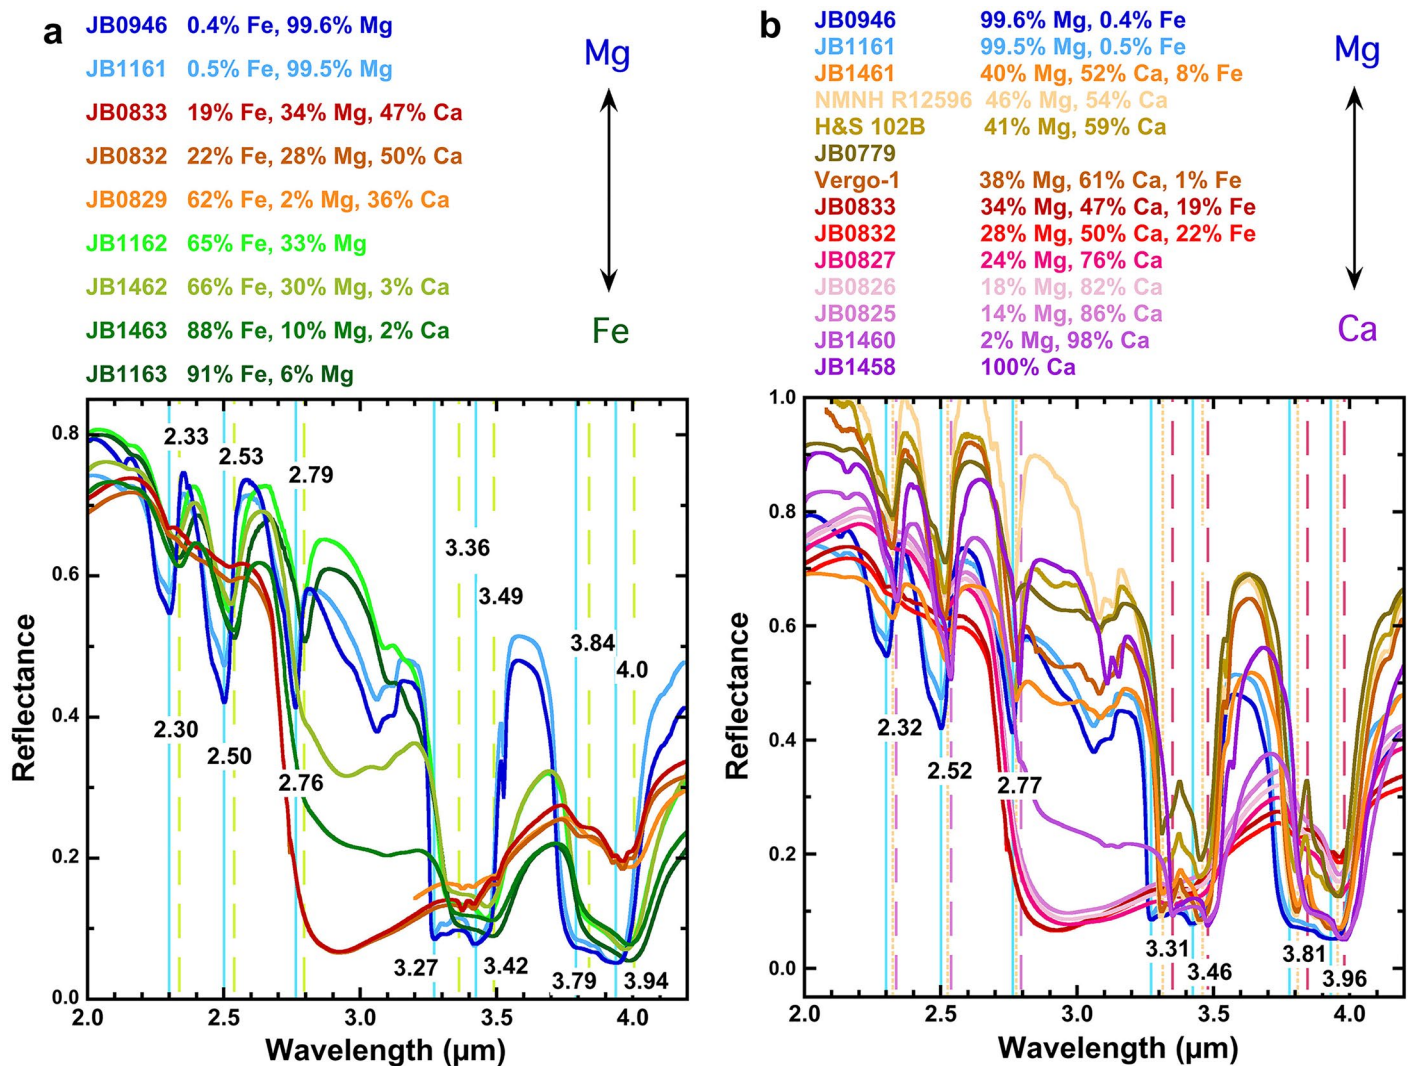 a
JB0946 0.4% Fe, 99.6% Mg
JB1161 0.5% Fe, 99.5% Mg
JB0833 19% Fe, 34% Mg, 47% Ca
JB0832 22% Fe, 28% Mg, 50% Ca
JB0829 62% Fe, 2% Mg, 36% Ca
JB1162 65% Fe, 33% Mg
JB1462 66% Fe, 30% Mg, 3% Ca
JB1463 88% Fe, 10% Mg, 2% Ca
JB1163 91% Fe, 6% Mg
Mg
Fe
2.33
2.53
2.79
3.36
3.49
3.84
4.0
2.30
2.50
2.76
3.27
3.42
3.79
3.94
0.8
0.6
0.4
0.2
0.0
Reflectance
2.0 2.5 3.0 3.5 4.0
Wavelength (µm)
b
JB0946 99.6% Mg, 0.4% Fe
JB1161 99.5% Mg, 0.5% Fe
JB1461 40% Mg, 52% Ca, 8% Fe
NMNH R12596 46% Mg, 54% Ca
H&S 102B 41% Mg, 59% Ca
JB0779
Vergo-1 38% Mg, 61% Ca, 1% Fe
JB0833 34% Mg, 47% Ca, 19% Fe
JB0832 28% Mg, 50% Ca, 22% Fe
JB0827 24% Mg, 76% Ca
JB0826 18% Mg, 82% Ca
JB0825 14% Mg, 86% Ca
JB1460 2% Mg, 98% Ca
JB1458 100% Ca
Mg
Ca
2.32
2.52
2.77
3.31
3.46
3.81
3.96
1.0
0.8
0.6
0.4
0.2
0.0
Reflectance
2.0 2.5 3.0 3.5 4.0
Wavelength (µm)